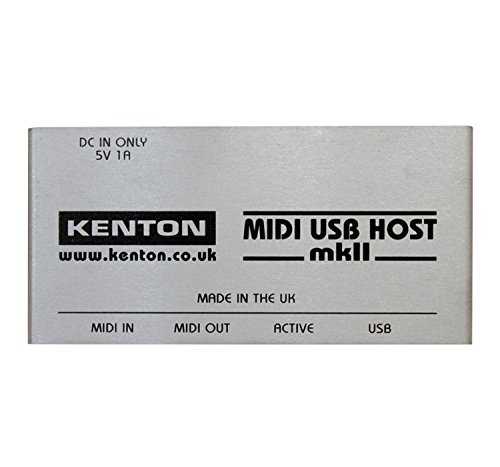 DC IN ONLY
5V 1A
KENTON
www.kenton.co.uk
MIDI USB HOST
mkII
MADE IN THE UK
MIDI IN MIDI OUT ACTIVE USB